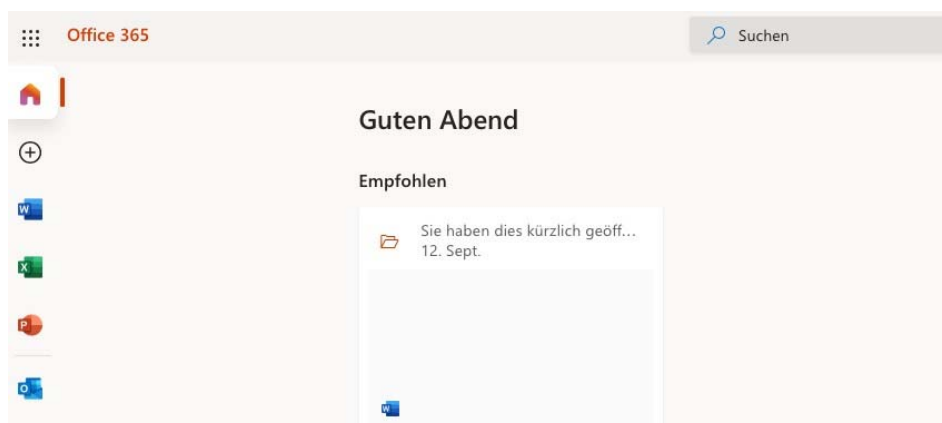 Office 365
Suchen
Guten Abend
Empfohlen
Sie haben dies kürzlich geöff...
12. Sept.
W
X
P
O
W